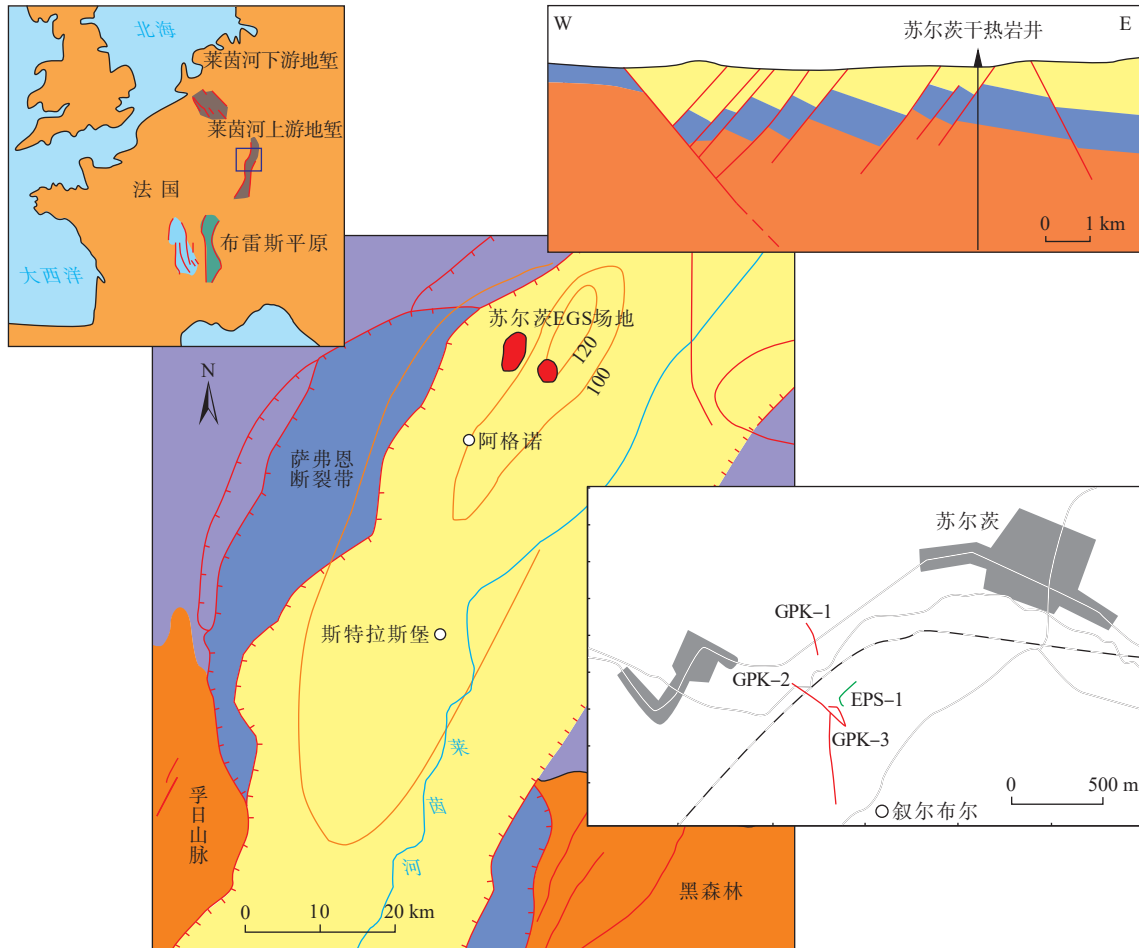 北海
莱茵河下游地堑
莱茵河上游地堑
法国
布雷斯平原
大西洋
W
苏尔茨干热岩井
E
0 1 km
苏尔茨EGS场地
120
100
N
阿格诺
萨弗恩
断裂带
斯特拉斯堡
莱茵河
孚日山脉
黑森林
0 10 20 km
苏尔茨
GPK-1
GPK-2
EPS-1
GPK-3
0 500 m
叙尔布尔